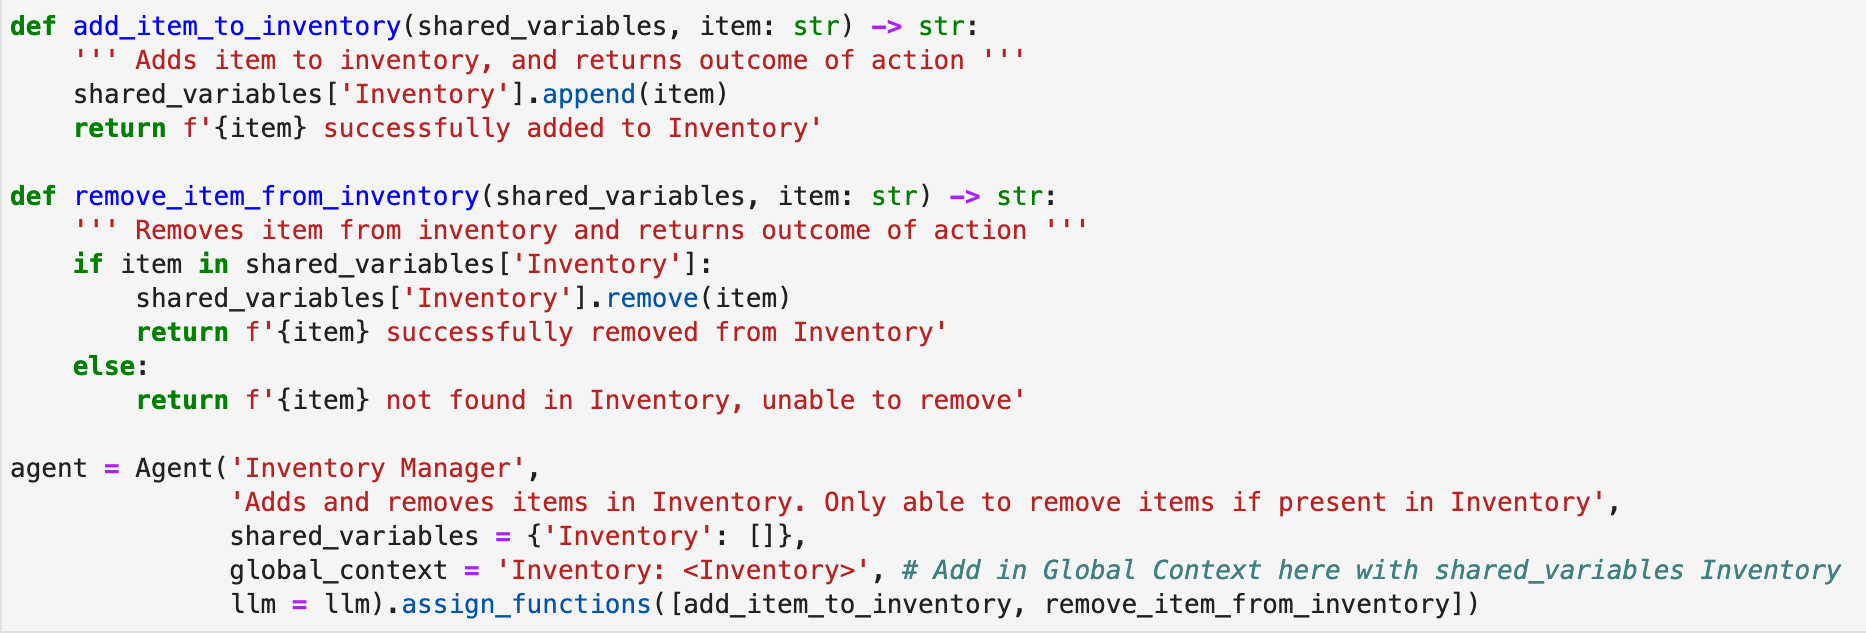 def add_item_to_inventory(shared_variables, item: str) -> str:
    ''' Adds item to inventory, and returns outcome of action '''
    shared_variables['Inventory'].append(item)
    return f'{item} successfully added to Inventory'

def remove_item_from_inventory(shared_variables, item: str) -> str:
    ''' Removes item from inventory and returns outcome of action '''
    if item in shared_variables['Inventory']:
        shared_variables['Inventory'].remove(item)
        return f'{item} successfully removed from Inventory'
    else:
        return f'{item} not found in Inventory, unable to remove'

agent = Agent('Inventory Manager',
              'Adds and removes items in Inventory. Only able to remove items if present in Inventory',
              shared_variables = {'Inventory': []},
              global_context = 'Inventory: <Inventory>', # Add in Global Context here with shared_variables Inventory
              llm = llm).assign_functions([add_item_to_inventory, remove_item_from_inventory])